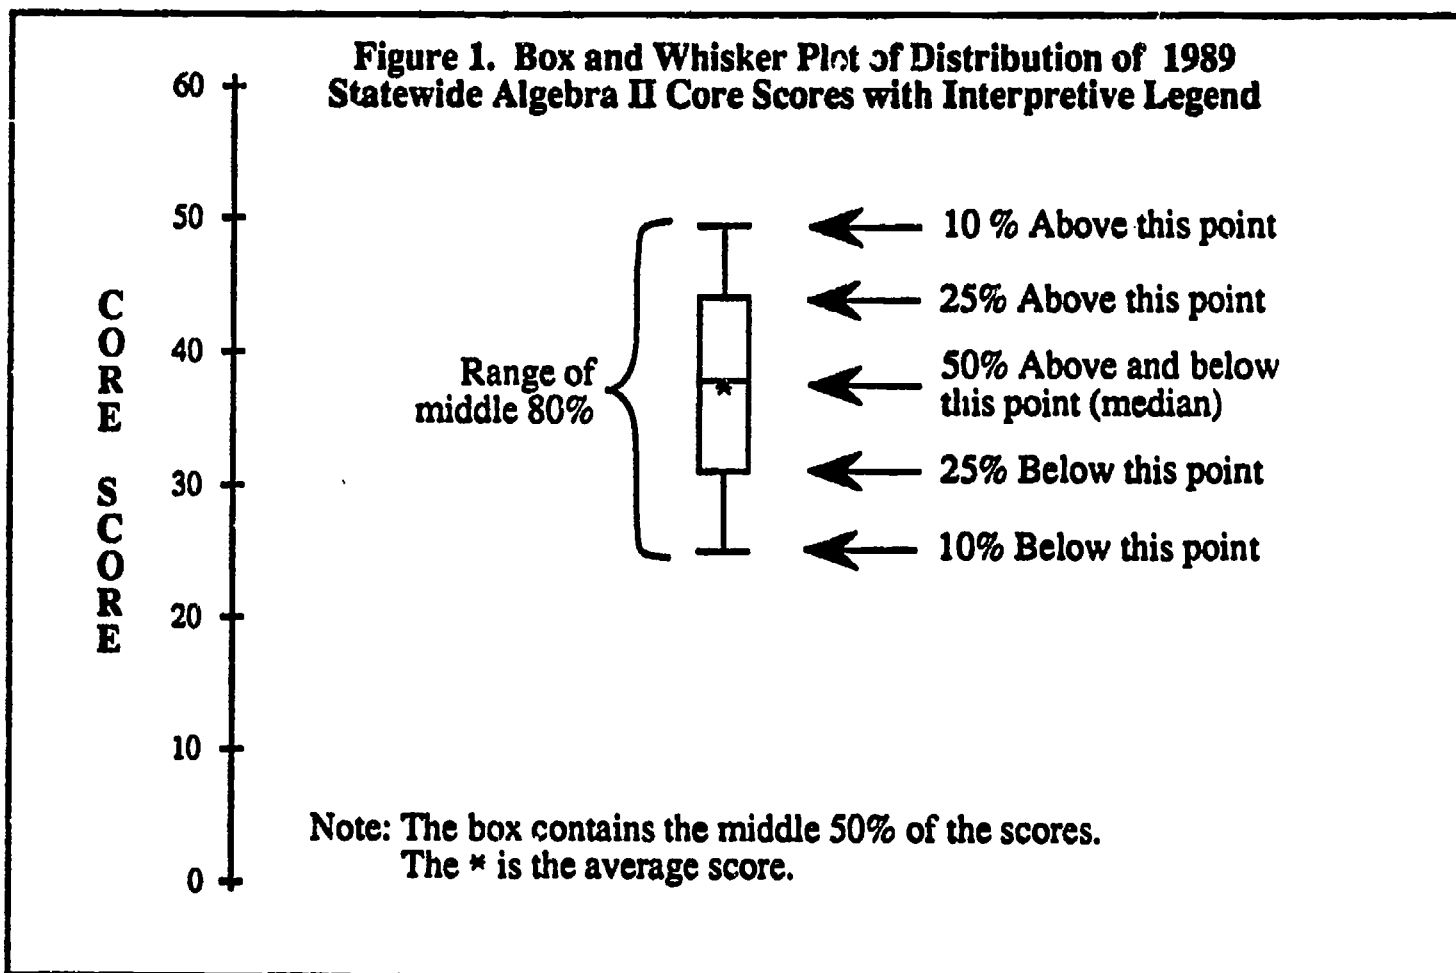 Figure 1. Box and Whisker Plot of Distribution of 1989
Statewide Algebra II Core Scores with Interpretive Legend
60
50
40
30
20
10
0
CORE SCORE
Range of
middle 80%
10 % Above this point
25% Above this point
50% Above and below
this point (median)
25% Below this point
10% Below this point
*
Note: The box contains the middle 50% of the scores.
The * is the average score.